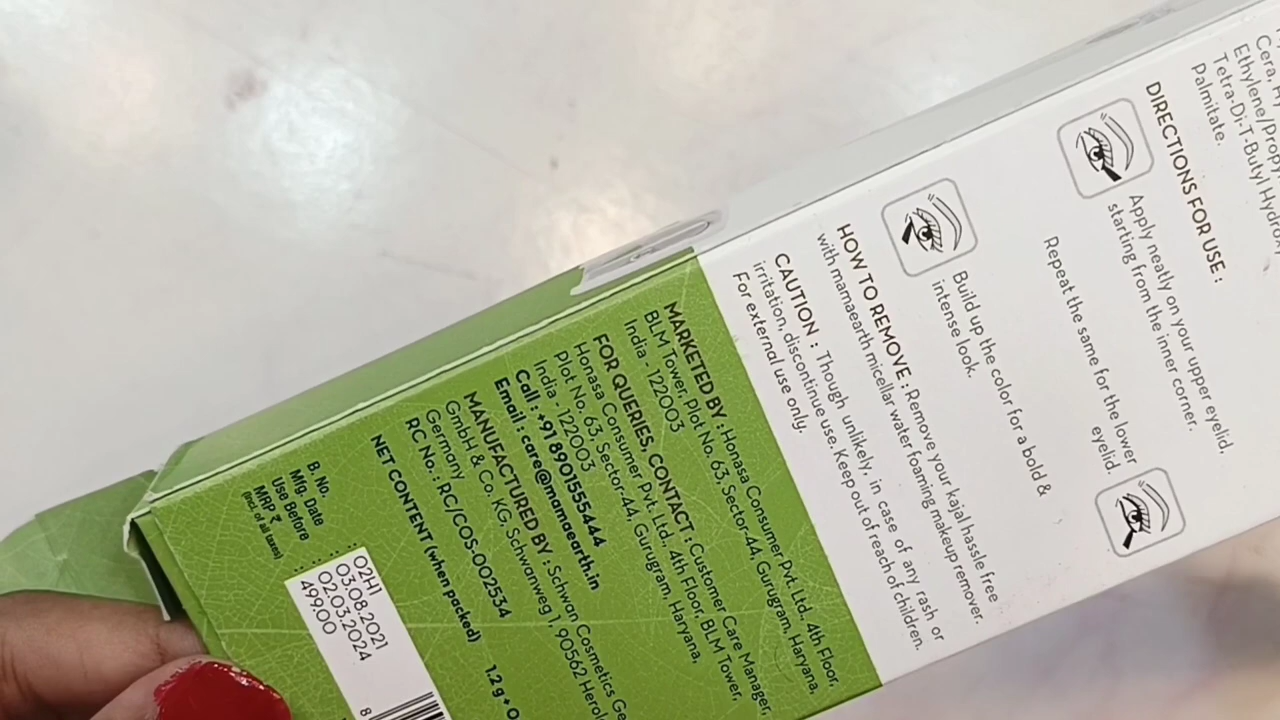 Cera, Hy
Ethylene/Propy
Tetra-Di-T-Butyl Hydro
Palmitate.
DIRECTIONS FOR USE :
Apply neatly on your upper eyelid,
starting from the inner corner.
Repeat the same for the lower
eyelid.
Build up the color for a bold &
intense look.
HOW TO REMOVE : Remove your kajal hassle free
with mamaearth micellar water foaming makeup remover.
CAUTION : Though unlikely, in case of any rash or
irritation, discontinue use. Keep out of reach of children.
For external use only.
MARKETED BY : Honasa Consumer Pvt. Ltd. 4th Floor,
BLM Tower, Plot No. 63, Sector-44, Gurugram, Haryana,
India - 122003
FOR QUERIES, CONTACT : Customer Care Manager,
Honasa Consumer Pvt. Ltd. 4th Floor, BLM Tower,
Plot No. 63, Sector-44, Gurugram, Haryana,
India - 122003
Call : +91 8901555444
Email : care@mamaearth.in
MANUFACTURED BY : Schwan Cosmetics Ge
GmbH & Co. KG. Schwanweg 1, 90562 Herol
Germany
RC No. : RC/COS-002534
NET CONTENT (when packed) 1.2 g + 0
B. No. : 02H1
Mfg. Date : 03.08.2021
Use Before : 02.03.2024
MRP ₹ : 499.00
(Incl. of all taxes)
8